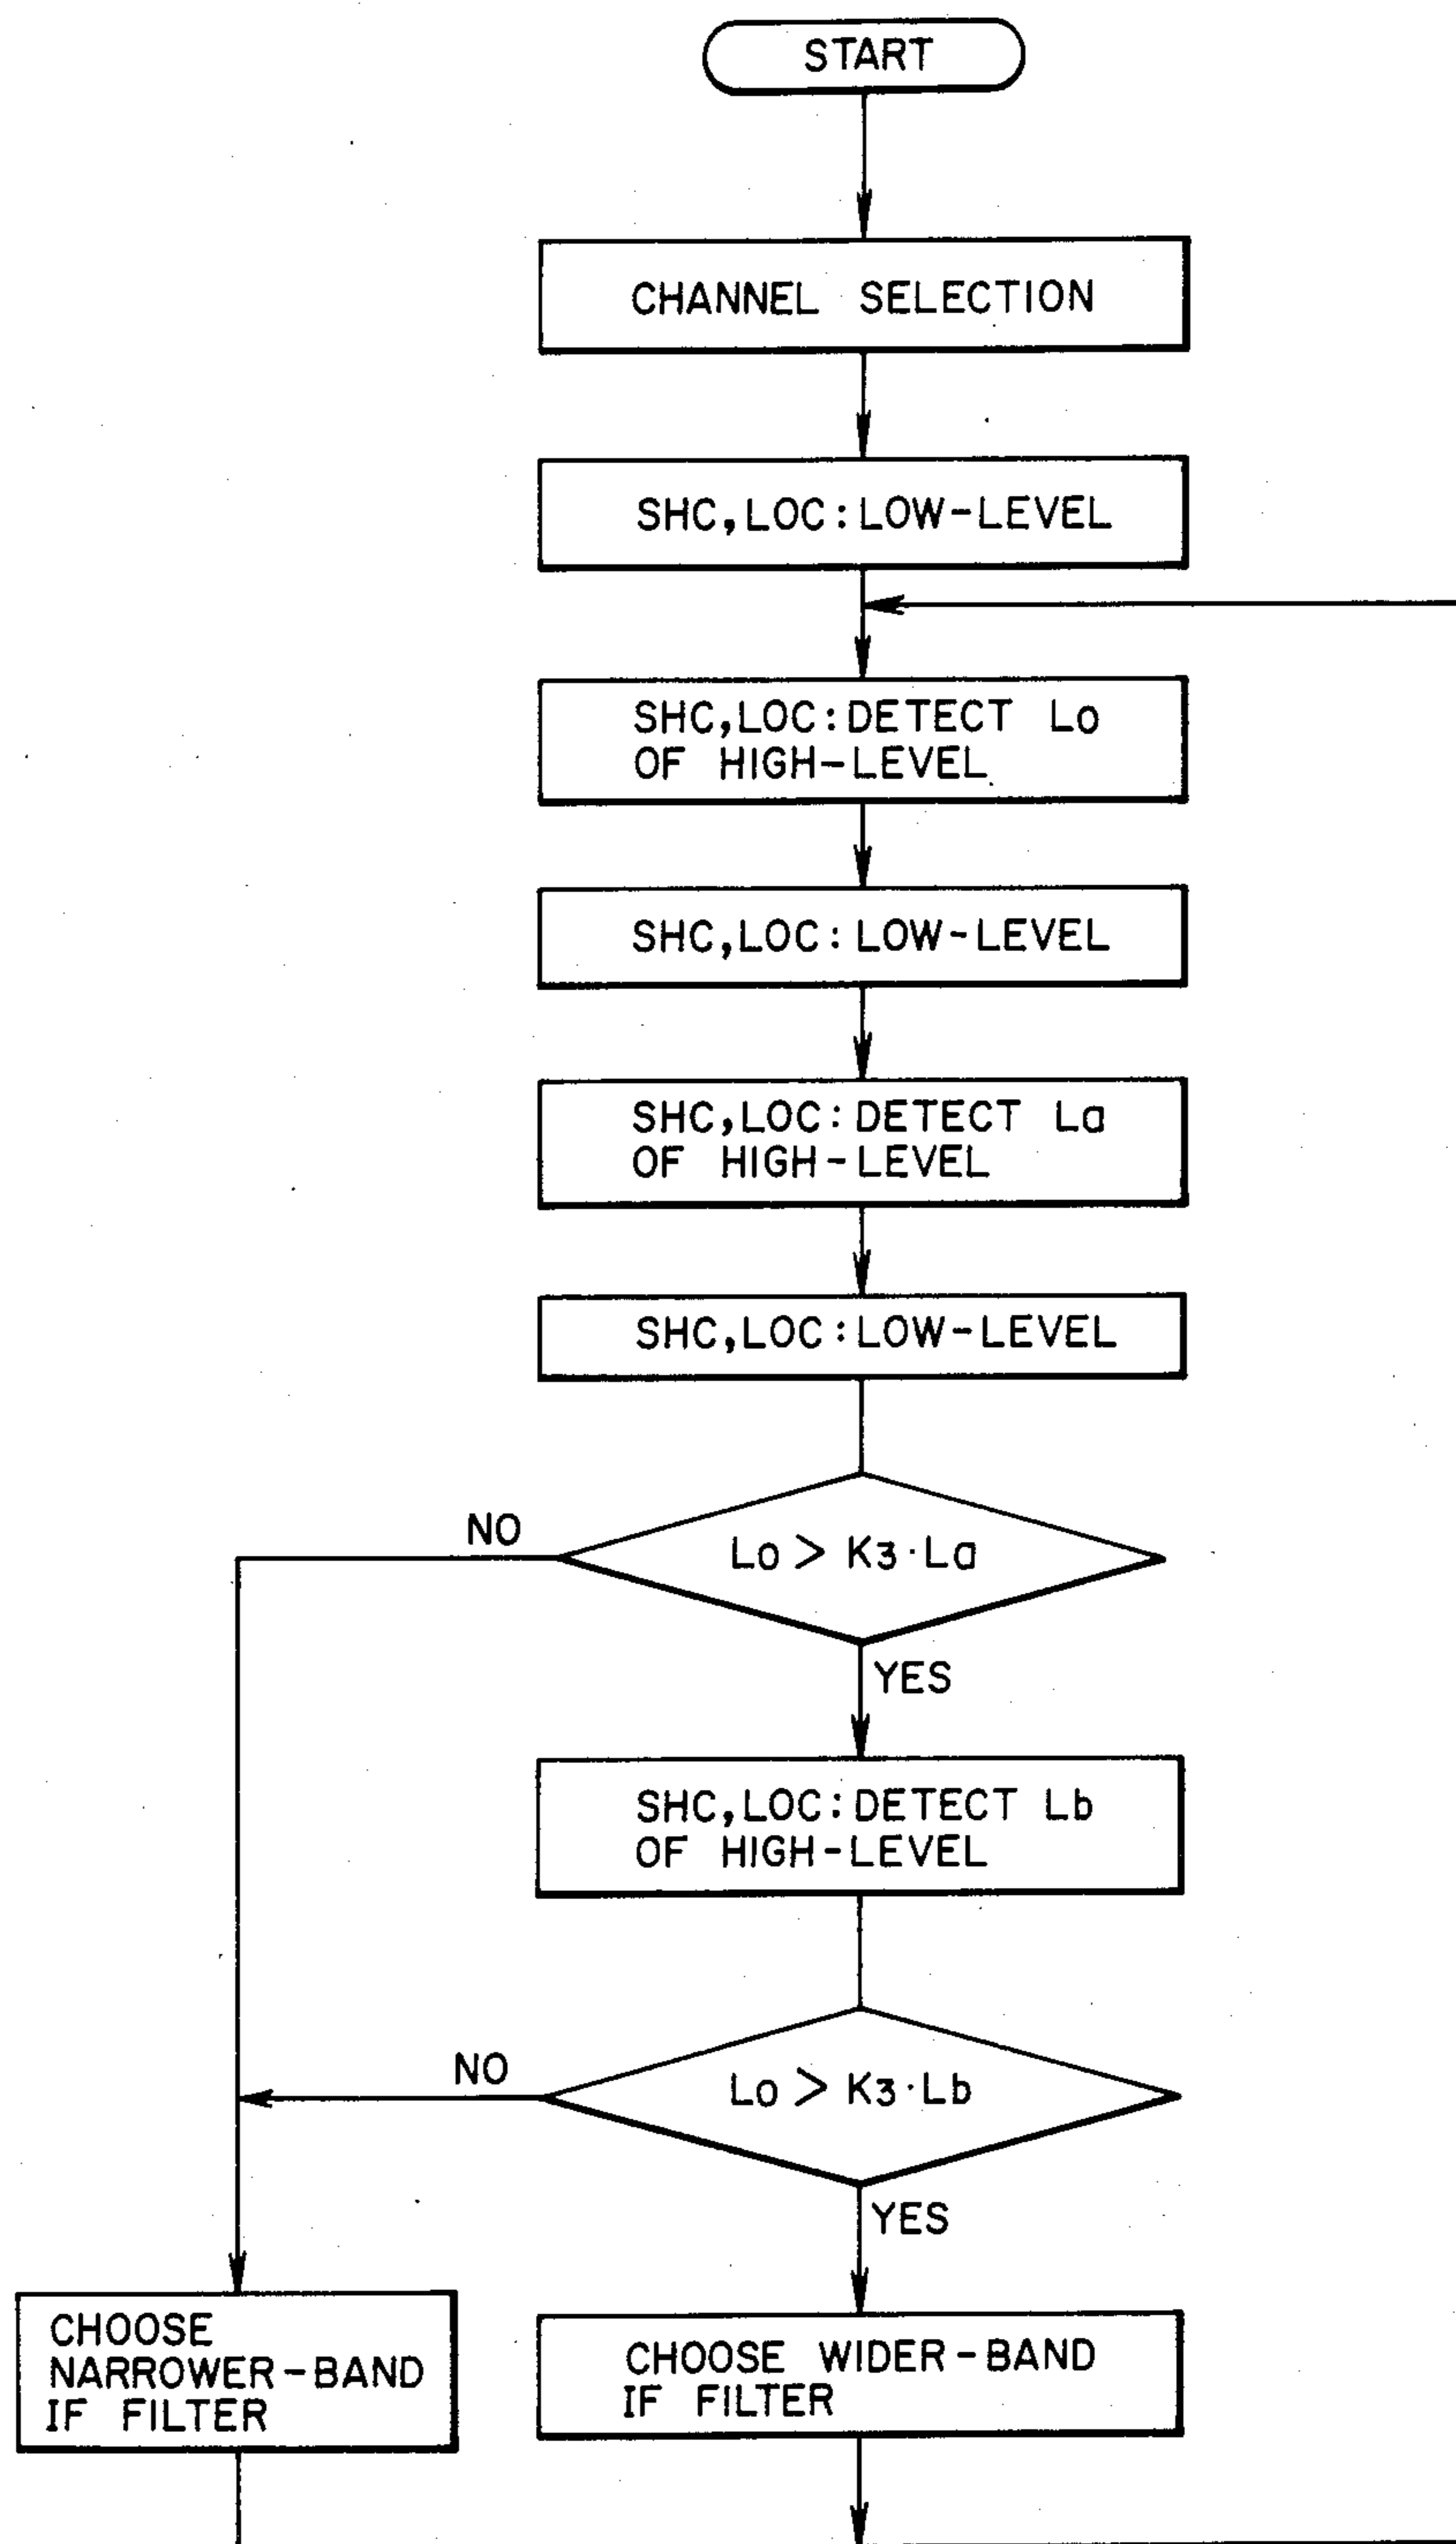 START
CHANNEL SELECTION
SHC,LOC:LOW-LEVEL
SHC,LOC:DETECT Lo
OF HIGH-LEVEL
SHC,LOC:LOW-LEVEL
SHC,LOC:DETECT La
OF HIGH-LEVEL
SHC,LOC:LOW-LEVEL
NO
Lo > K3·La
YES
SHC,LOC:DETECT Lb
OF HIGH-LEVEL
NO
Lo > K3·Lb
YES
CHOOSE
NARROWER-BAND
IF FILTER
CHOOSE WIDER-BAND
IF FILTER